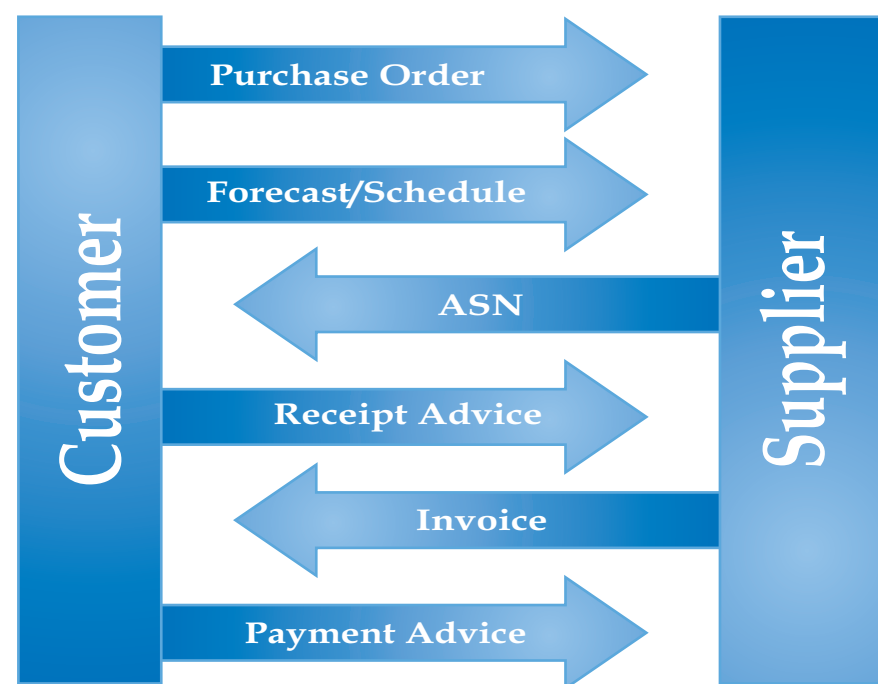 Customer
Purchase Order
Forecast/Schedule
ASN
Receipt Advice
Invoice
Payment Advice
Supplier